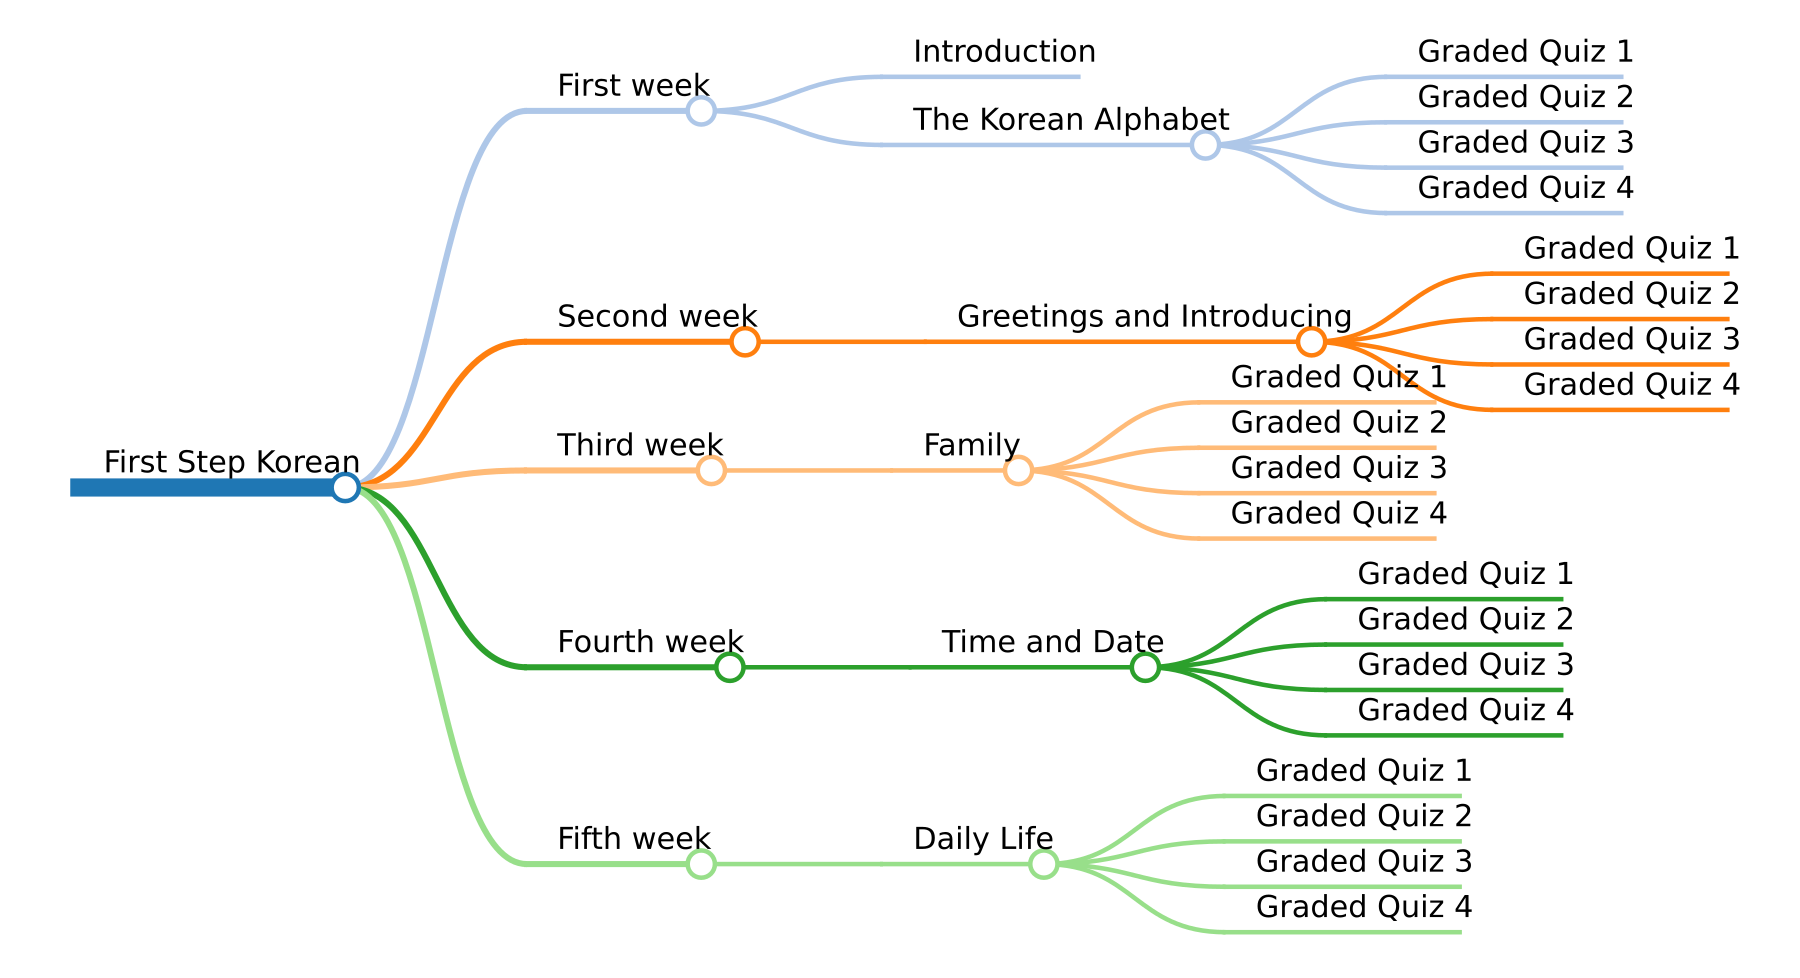 First Step Korean
First week
Introduction
The Korean Alphabet
Graded Quiz 1
Graded Quiz 2
Graded Quiz 3
Graded Quiz 4
Second week
Greetings and Introducing
Graded Quiz 1
Graded Quiz 2
Graded Quiz 3
Graded Quiz 4
Third week
Family
Graded Quiz 1
Graded Quiz 2
Graded Quiz 3
Graded Quiz 4
Fourth week
Time and Date
Graded Quiz 1
Graded Quiz 2
Graded Quiz 3
Graded Quiz 4
Fifth week
Daily Life
Graded Quiz 1
Graded Quiz 2
Graded Quiz 3
Graded Quiz 4